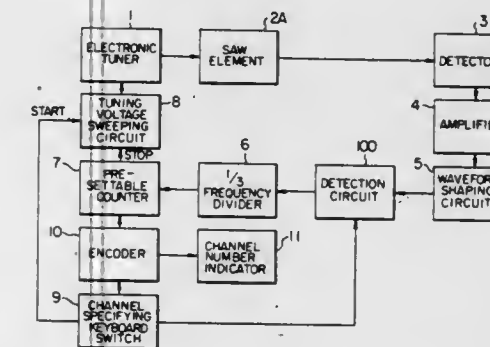 1
ELECTRONIC
TUNER
2A
SAW
ELEMENT
3
4
5
WAVEFORM
SHAPING
CIRCUIT
START
8
TUNING
VOLTAGE
SWEEPING
CIRCUIT
STOP
7
PRE-
SETTABLE
COUNTER
6
1/3
FREQUENCY
DIVIDER
100
DETECTION
CIRCUIT
10
ENCODER
CHANNEL
NUMBER
INDICATOR
11
9
CHANNEL
SPECIFYING
KEYBOARD
SWITCH